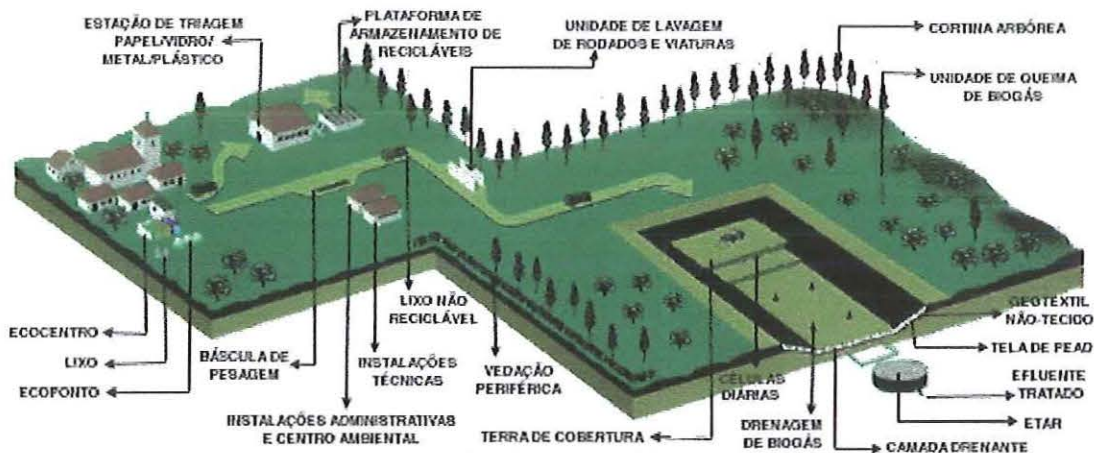 ESTAÇÃO DE TRIAGEM
PAPEL/VIDRO/
METAL/PLÁSTICO
PLATAFORMA DE
ARMAZENAMENTO DE
RECICLÁVEIS
UNIDADE DE LAVAGEM
DE RODADOS E VIATURAS
CORTINA ARBÓREA
UNIDADE DE QUEIMA
DE BIOGÁS
ECOCENTRO
LIXO
ECOPONTO
BÁSCULA DE
PESAGEM
LIXO NÃO
RECICLÁVEL
INSTALAÇÕES
TÉCNICAS
INSTALAÇÕES ADMINISTRATIVAS
E CENTRO AMBIENTAL
VEDAÇÃO
PERIFÉRICA
TERRA DE COBERTURA
CÉLULAS
DIÁRIAS
DRENAGEM
DE BIOGÁS
GEOTÊXTIL
NÃO-TECIDO
TELA DE PEAD
EFLUENTE
TRATADO
ETAR
CAMADA DRENANTE